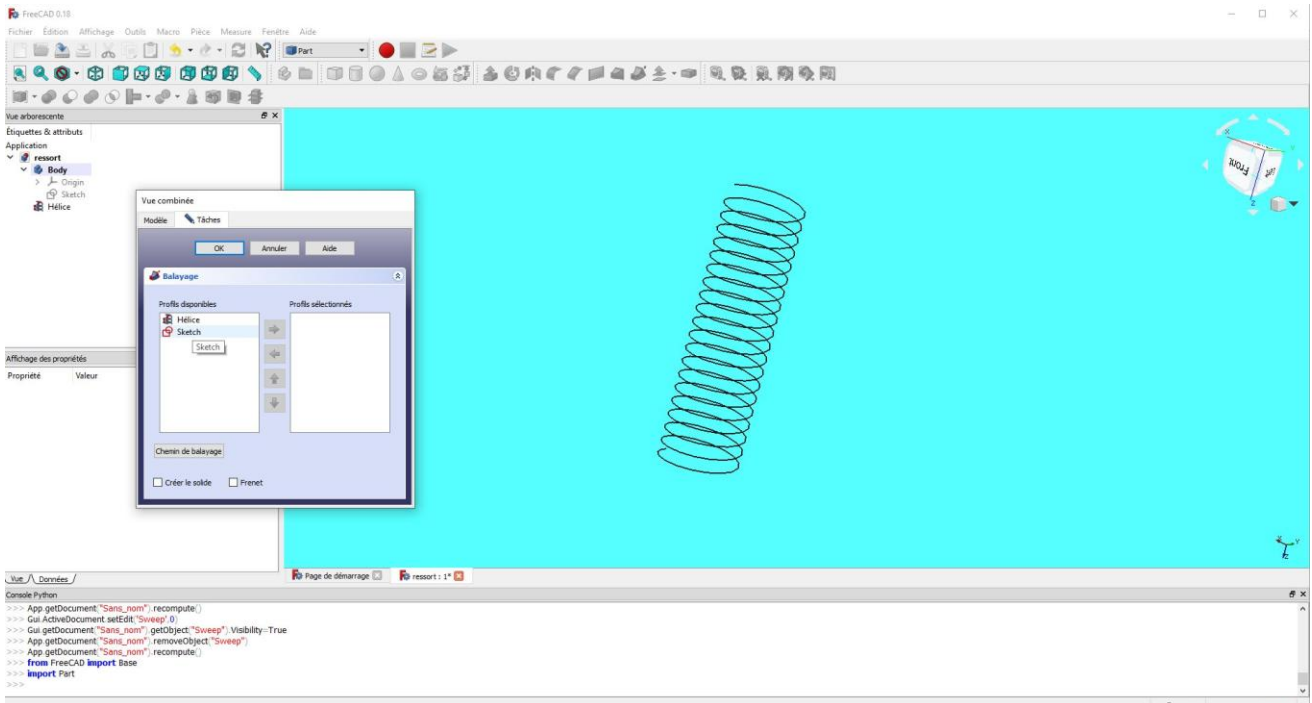 FreeCAD 0.18
Fichier Édition Affichage Outils Macro Pièce Measure Fenêtre Aide
Part
Vue arborescente
Étiquettes & attributs
Application
ressort
Body
Origin
Sketch
Hélice
Vue combinée
Modèle Tâches
OK Annuler Aide
Balayage
Profils disponibles Profils sélectionnés
Hélice
Sketch
Sketch
Chemin de balayage
Créer le solide Frenet
Affichage des propriétés
Propriété Valeur
Front
X
Y
Z
Vue Données
Page de démarrage ressort : 1*
Console Python
>>> App.getDocument("Sans_nom").recompute()
>>> Gui.ActiveDocument.setEdit('Sweep',0)
>>> Gui.getDocument("Sans_nom").getObject("Sweep").Visibility=True
>>> App.getDocument("Sans_nom").removeObject("Sweep")
>>> App.getDocument("Sans_nom").recompute()
>>> from FreeCAD import Base
>>> import Part
>>>